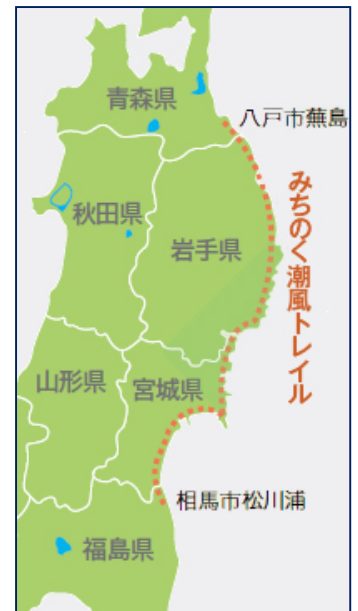 青森県
八戸市蕪島
みちのく潮風トレイル
秋田県
岩手県
山形県
宮城県
相馬市松川浦
福島県